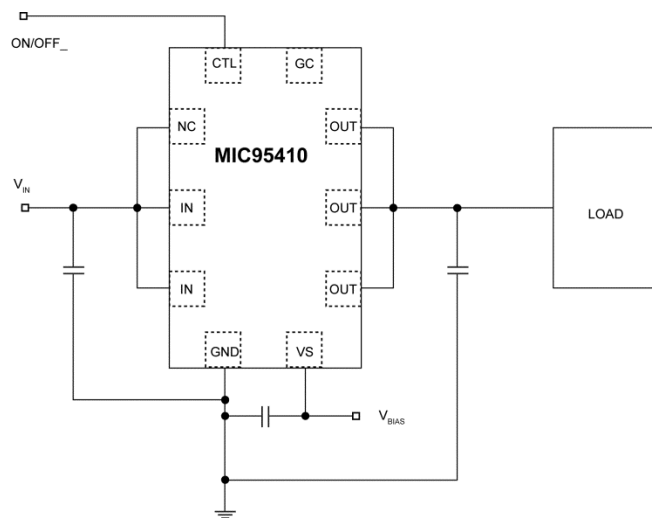 ON/OFF_
CTL
GC
NC
OUT
MIC95410
V_IN
IN
OUT
LOAD
IN
OUT
GND
VS
V_BIAS